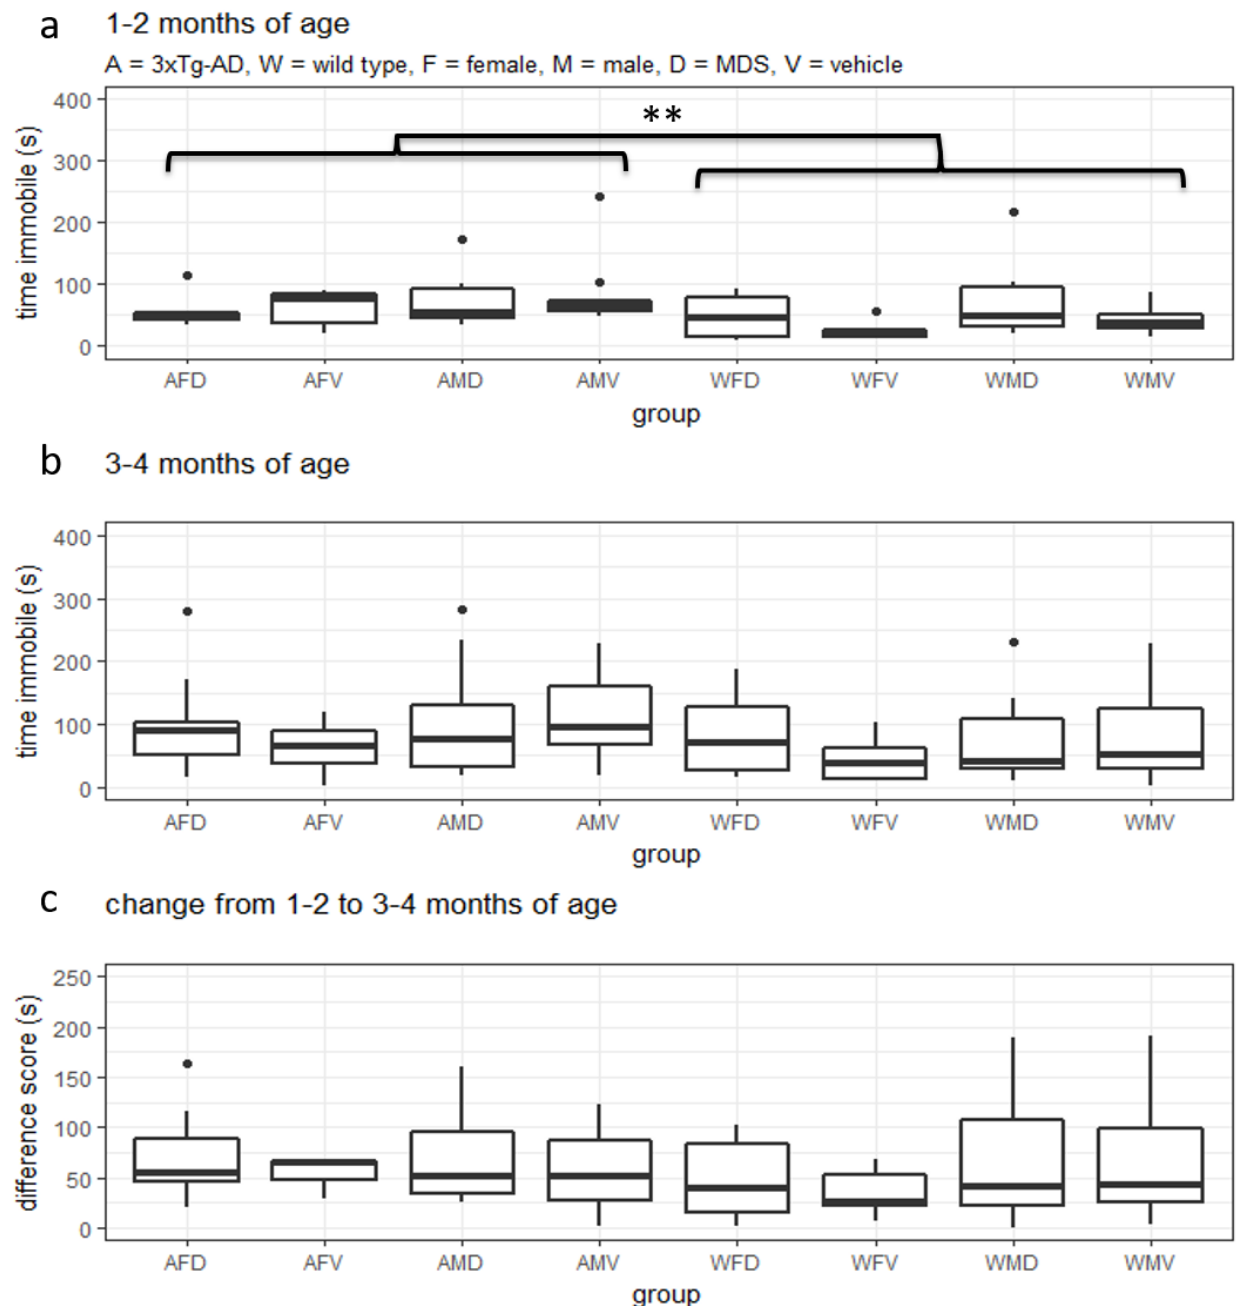 a 1-2 months of age
A = 3xTg-AD, W = wild type, F = female, M = male, D = MDS, V = vehicle
**
time immobile (s)
400
300
200
100
0
AFD AFV AMD AMV WFD WFV WMD WMV
group
b 3-4 months of age
time immobile (s)
400
300
200
100
0
AFD AFV AMD AMV WFD WFV WMD WMV
group
c change from 1-2 to 3-4 months of age
difference score (s)
250
200
150
100
50
0
AFD AFV AMD AMV WFD WFV WMD WMV
group